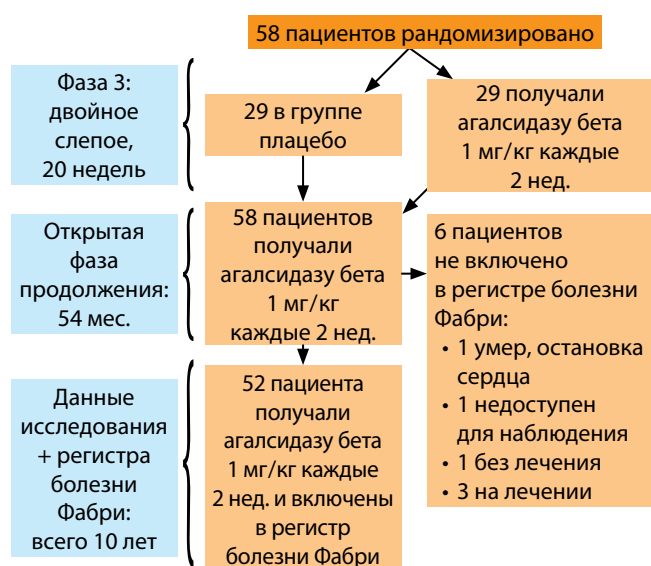 58 пациентов рандомизировано
Фаза 3:
двойное
слепое,
20 недель
29 в группе
плацебо
29 получали
агалсидазу бета
1 мг/кг каждые
2 нед.
Открытая
фаза
продолжения:
54 мес.
58 пациентов
получали
агалсидазу бета
1 мг/кг
каждые 2 нед.
6 пациентов
не включено
в регистре болезни
Фабри:
• 1 умер, остановка
сердца
• 1 недоступен
для наблюдения
• 1 без лечения
• 3 на лечении
Данные
исследования
+ регистра
болезни
Фабри:
всего 10 лет
52 пациента
получали
агалсидазу бета
1 мг/кг каждые
2 нед. и включены
в регистр
болезни Фабри